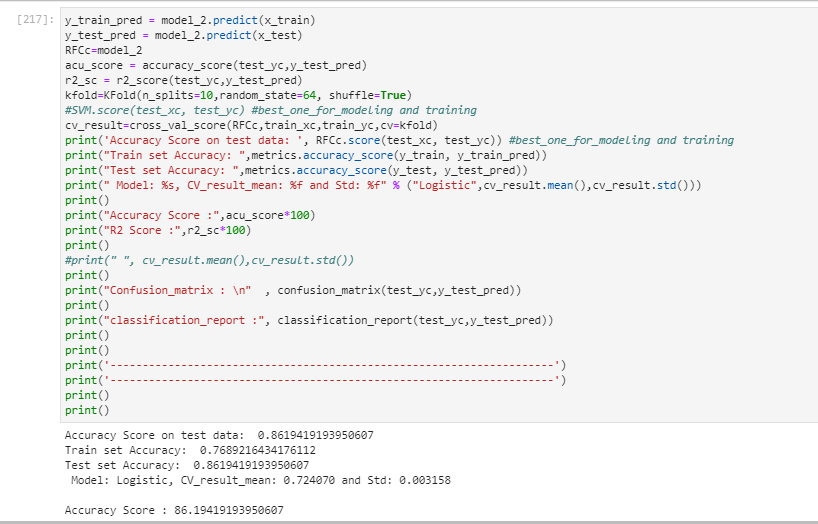 [217]: y_train_pred = model_2.predict(x_train)
y_test_pred = model_2.predict(x_test)
RFCc=model_2
acu_score = accuracy_score(test_yc,y_test_pred)
r2_sc = r2_score(test_yc,y_test_pred)
kfold=KFold(n_splits=10,random_state=64, shuffle=True)
#SVM.score(test_xc, test_yc) #best_one_for_modeling and training
cv_result=cross_val_score(RFCc,train_xc,train_yc,cv=kfold)
print('Accuracy Score on test data: ', RFCc.score(test_xc, test_yc)) #best_one_for_modeling and training
print("Train set Accuracy: ",metrics.accuracy_score(y_train, y_train_pred))
print("Test set Accuracy: ",metrics.accuracy_score(y_test, y_test_pred))
print(" Model: %s, CV_result_mean: %f and Std: %f" % ("Logistic",cv_result.mean(),cv_result.std()))
print()
print("Accuracy Score :",acu_score*100)
print("R2 Score :",r2_sc*100)
print()
#print(" ", cv_result.mean(),cv_result.std())
print()
print("Confusion_matrix : \n"  , confusion_matrix(test_yc,y_test_pred))
print()
print("classification_report :", classification_report(test_yc,y_test_pred))
print()
print()
print('--------------------------------------------------------------------')
print('--------------------------------------------------------------------')
print()
print()
Accuracy Score on test data:  0.8619419193950607
Train set Accuracy:  0.7689216434176112
Test set Accuracy:  0.8619419193950607
 Model: Logistic, CV_result_mean: 0.724070 and Std: 0.003158
Accuracy Score : 86.19419193950607